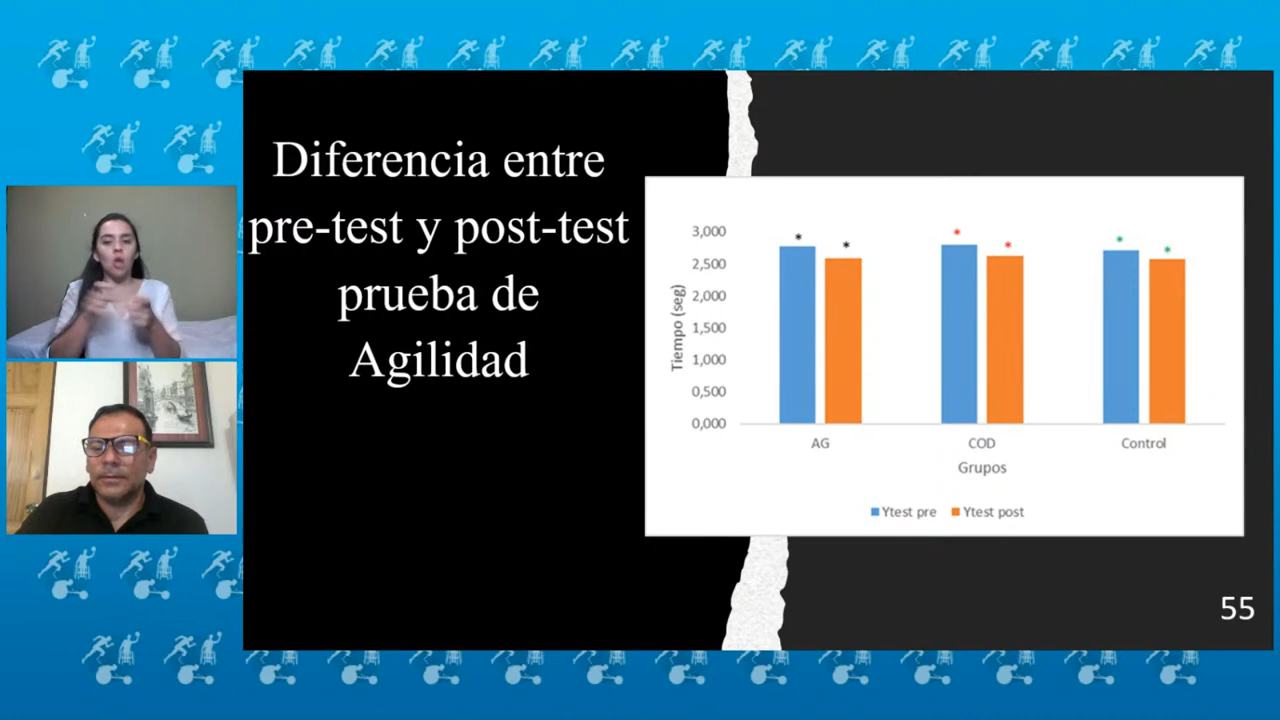 Diferencia entre
pre-test y post-test
prueba de
Agilidad
3,000
2,500
2,000
1,500
1,000
0,500
0,000
Tiempo (seg)
* * * * * *
AG COD Control
Grupos
Ytest pre Ytest post
55